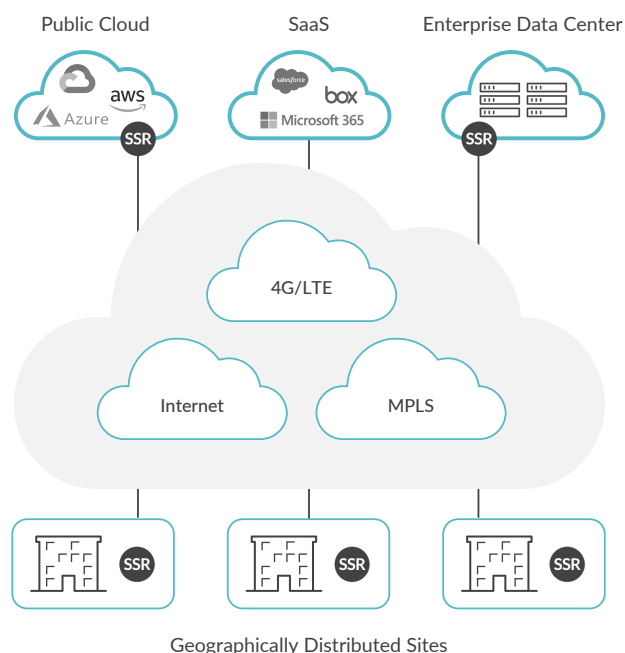 Public Cloud
SaaS
Enterprise Data Center
salesforce
aws
box
Azure
Microsoft 365
SSR
SSR
4G/LTE
Internet
MPLS
SSR
SSR
SSR
Geographically Distributed Sites